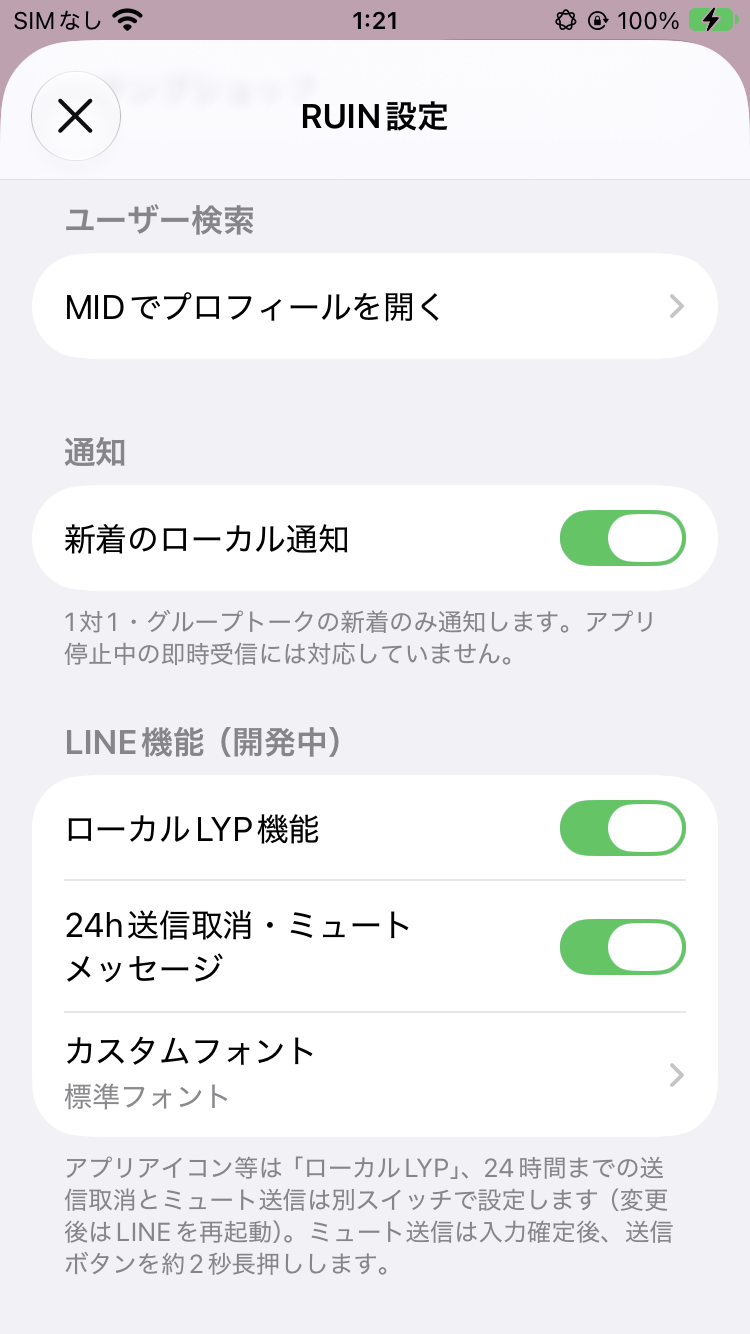 SIMなし 1:21 100%
RUIN設定
ユーザー検索
MIDでプロフィールを開く
通知
新着のローカル通知
1対1・グループトークの新着のみ通知します。アプリ
停止中の即時受信には対応していません。
LINE機能（開発中）
ローカルLYP機能
24h送信取消・ミュート
メッセージ
カスタムフォント
標準フォント
アプリアイコン等は「ローカルLYP」、24時間までの送
信取消とミュート送信は別スイッチで設定します（変更
後はLINEを再起動）。ミュート送信は入力確定後、送信
ボタンを約2秒長押しします。